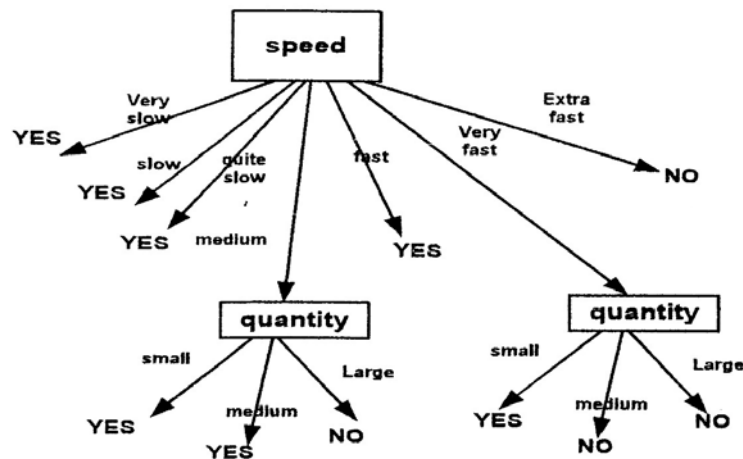 speed
Very
slow
Extra
fast
YES
slow
quite
slow
fast
Very
fast
NO
YES
YES
medium
YES
quantity
quantity
small
Large
small
Large
YES
medium
YES
NO
YES
medium
NO
NO